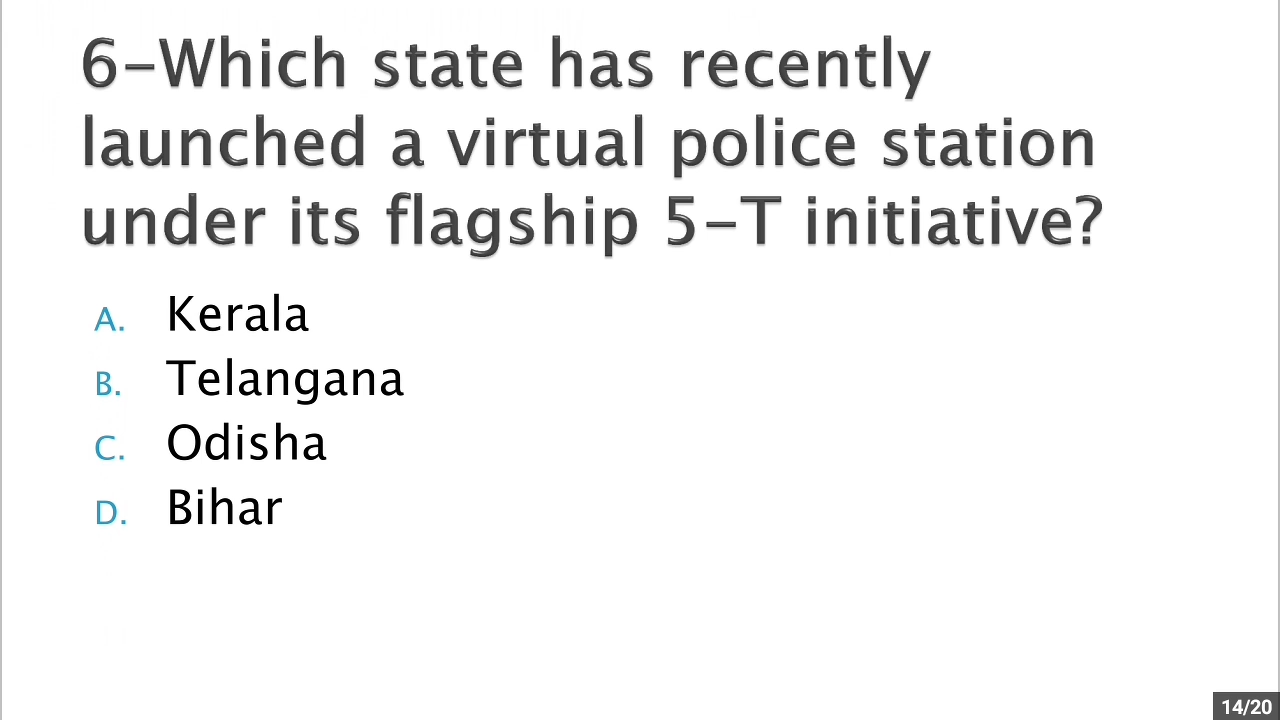 6-Which state has recently
launched a virtual police station
under its flagship 5-T initiative?
A. Kerala
B. Telangana
C. Odisha
D. Bihar
14/20